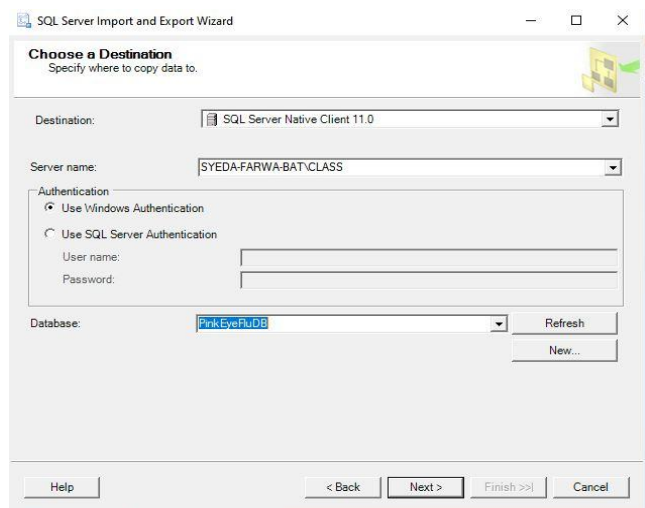 SQL Server Import and Export Wizard
Choose a Destination
Specify where to copy data to.
Destination: SQL Server Native Client 11.0
Server name: SYEDA-FARWA-BAT\CLASS
Authentication
Use Windows Authentication
Use SQL Server Authentication
User name:
Password:
Database: PinkEyeFluDB Refresh
New...
Help < Back Next > Finish >>|  Cancel